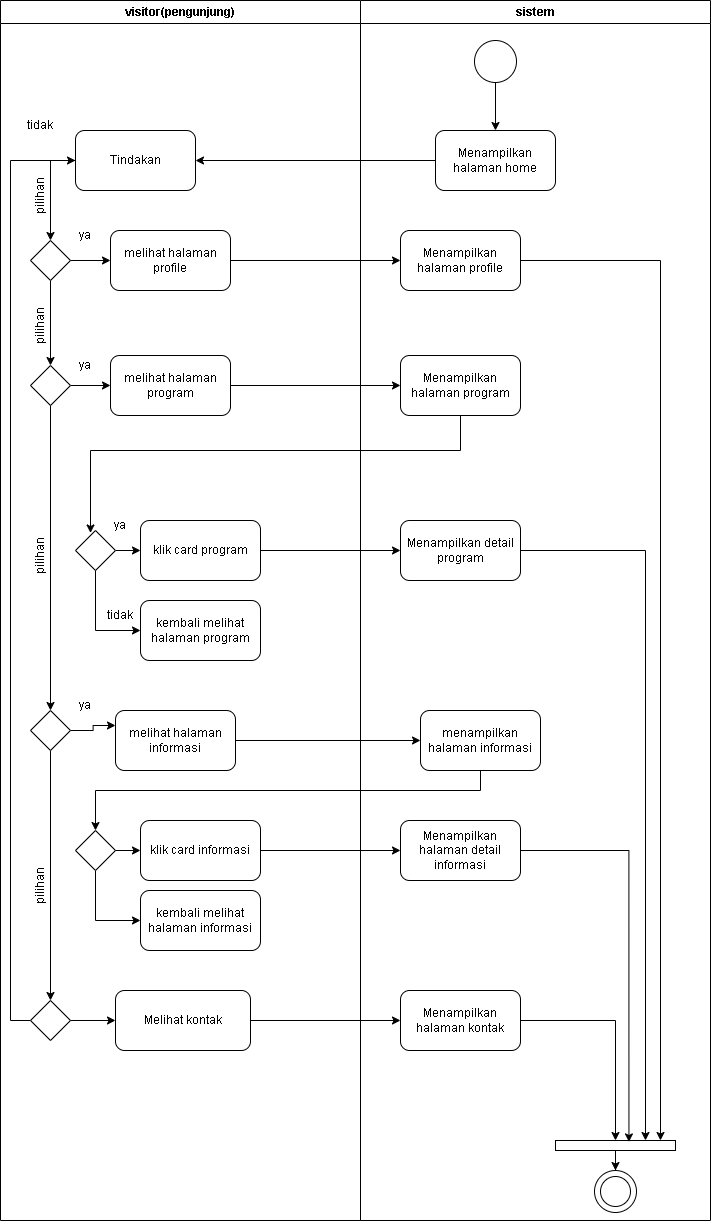 visitor(pengunjung)
sistem
tidak
Tindakan
Menampilkan
halaman home
pilihan
ya
melihat halaman
profile
Menampilkan
halaman profile
pilihan
ya
melihat halaman
program
Menampilkan
halaman program
ya
klik card program
Menampilkan detail
program
pilihan
tidak
kembali melihat
halaman program
ya
melihat halaman
informasi
menampilkan
halaman informasi
klik card informasi
Menampilkan
halaman detail
informasi
pilihan
kembali melihat
halaman informasi
Melihat kontak
Menampilkan
halaman kontak